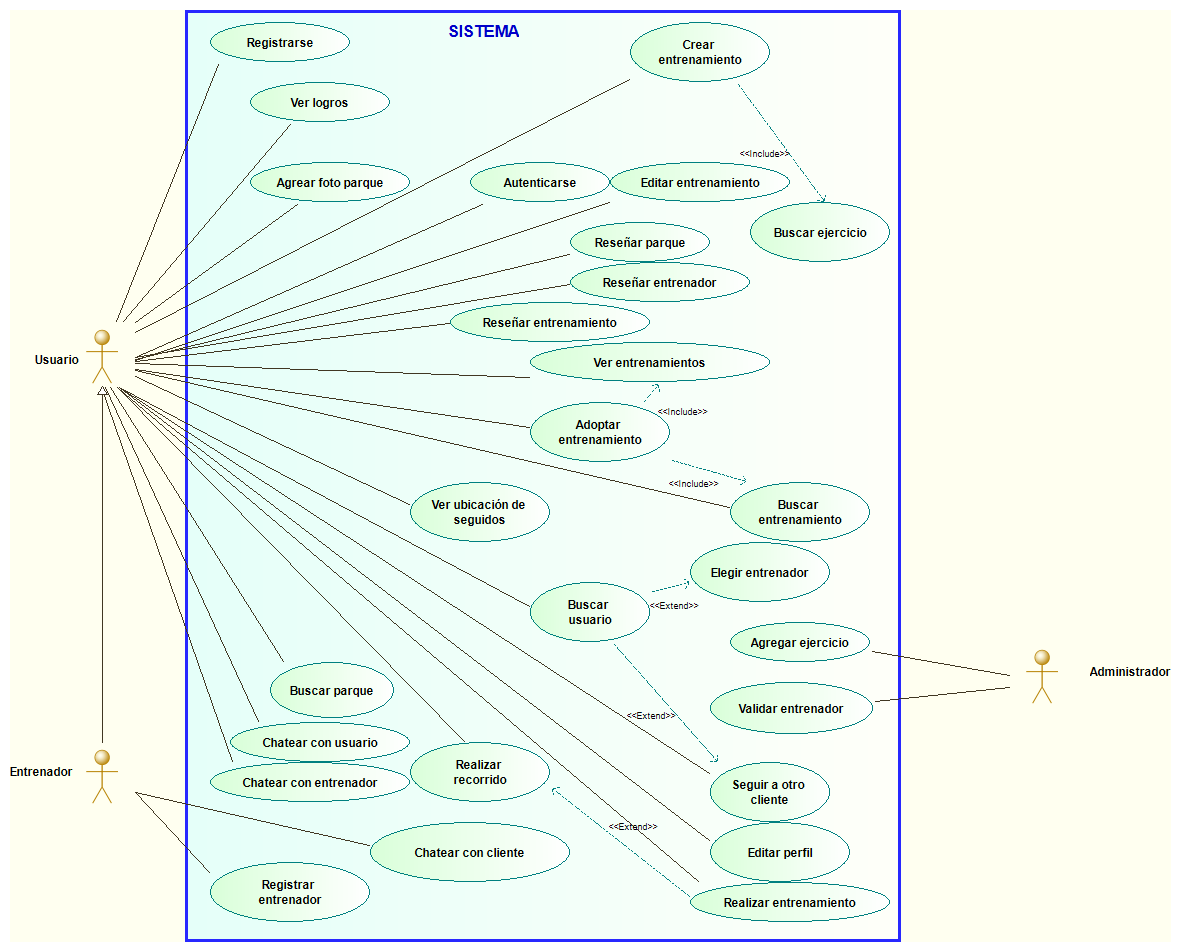 SISTEMA
Registrarse
Crear
entrenamiento
Ver logros
<<Include>>
Agrear foto parque
Autenticarse
Editar entrenamiento
Buscar ejercicio
Reseñar parque
Reseñar entrenador
Reseñar entrenamiento
Usuario
Ver entrenamientos
<<Include>>
Adoptar
entrenamiento
<<Include>>
Ver ubicación de
seguidos
Buscar
entrenamiento
Elegir entrenador
Buscar
usuario
<<Extend>>
Agregar ejercicio
Administrador
Buscar parque
Validar entrenador
<<Extend>>
Chatear con usuario
Entrenador
Chatear con entrenador
Realizar
recorrido
Seguir a otro
cliente
<<Extend>>
Chatear con cliente
Editar perfil
Registrar
entrenador
Realizar entrenamiento